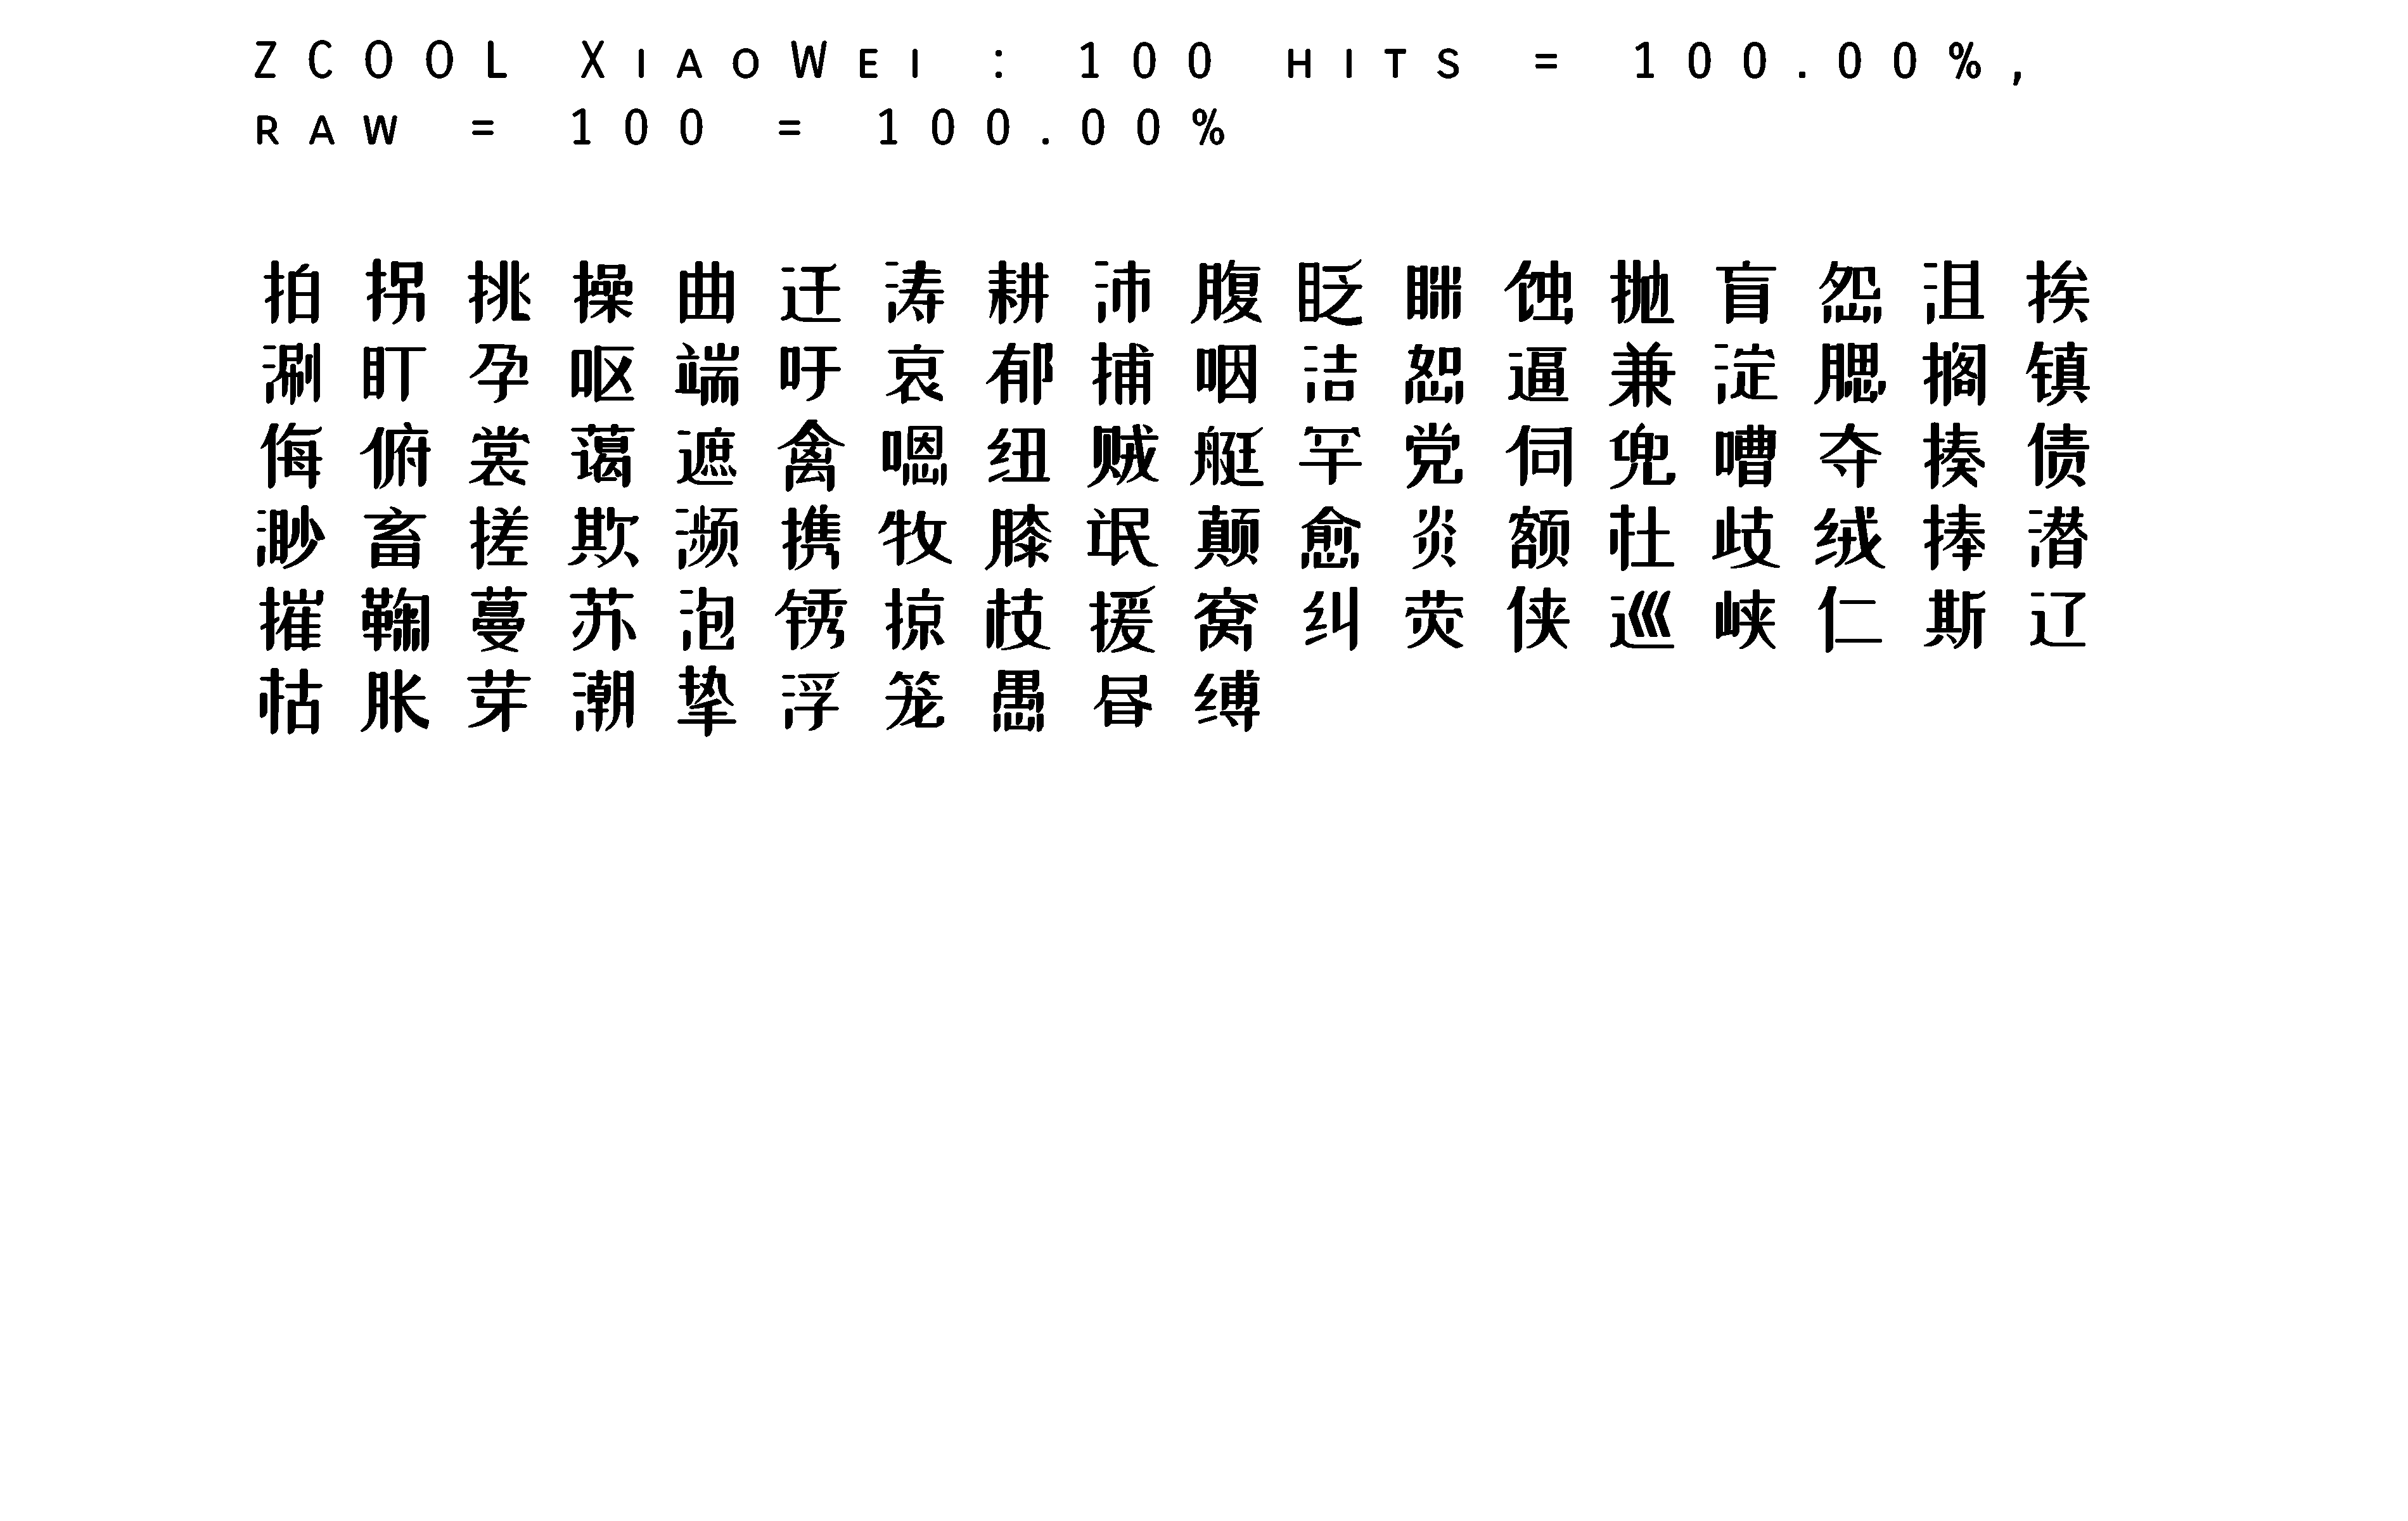 ZCOOL XiaoWei : 100 hits = 100.00%,
raw = 100 = 100.00%
拍拐挑操曲迁涛耕沛腹眨眯蚀抛盲怨沮挨
涮盯孕呕端吁哀郁捕咽洁恕逼兼淀腮搁镇
侮俯裳蔼遮禽嗯纽贼艇罕党伺兜嘈夺揍债
渺畜搓欺濒携牧膝氓颠愈炎额杜歧绒捧潜
摧鞠蔓苏泡锈掠枝援窝纠荧侠巡峡仁斯辽
枯胀芽潮挚浮笼愚昼缚